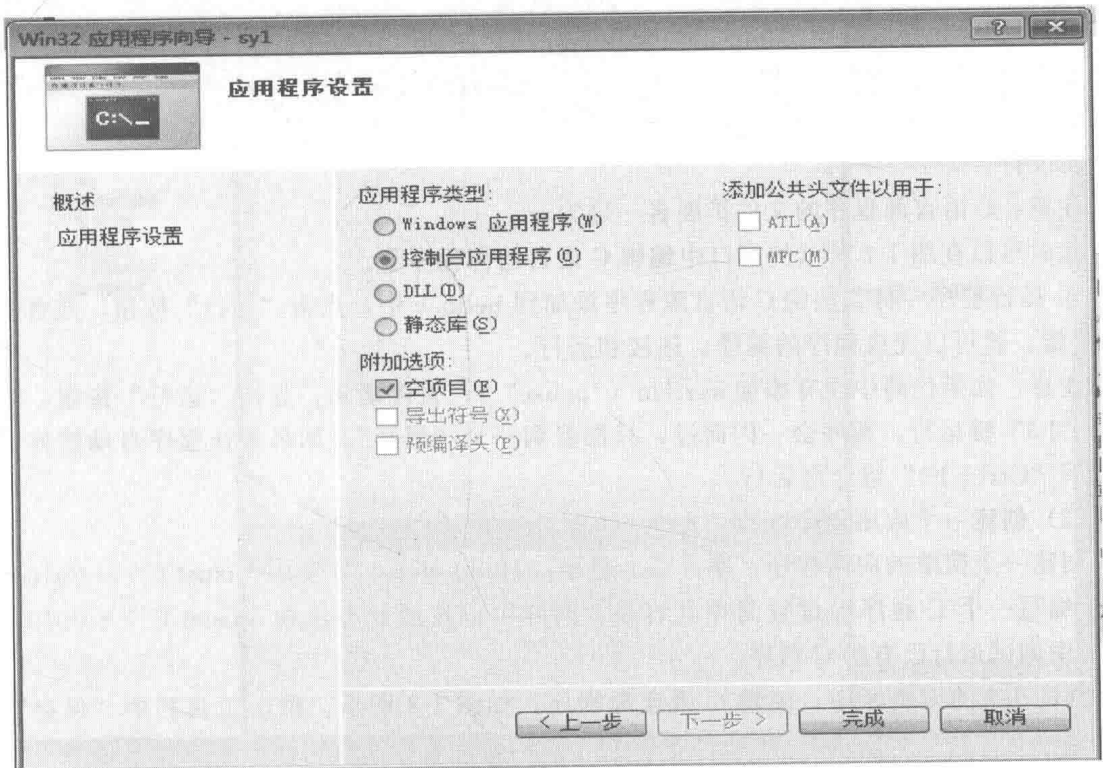 Win32 应用程序向导 - sy1
应用程序设置
C:\_
概述
应用程序设置
应用程序类型:
Windows 应用程序(W)
控制台应用程序(O)
DLL(D)
静态库(S)
附加选项:
空项目(E)
导出符号(X)
预编译头(P)
添加公共头文件以用于:
ATL(A)
MFC(M)
< 上一步
下一步 >
完成
取消